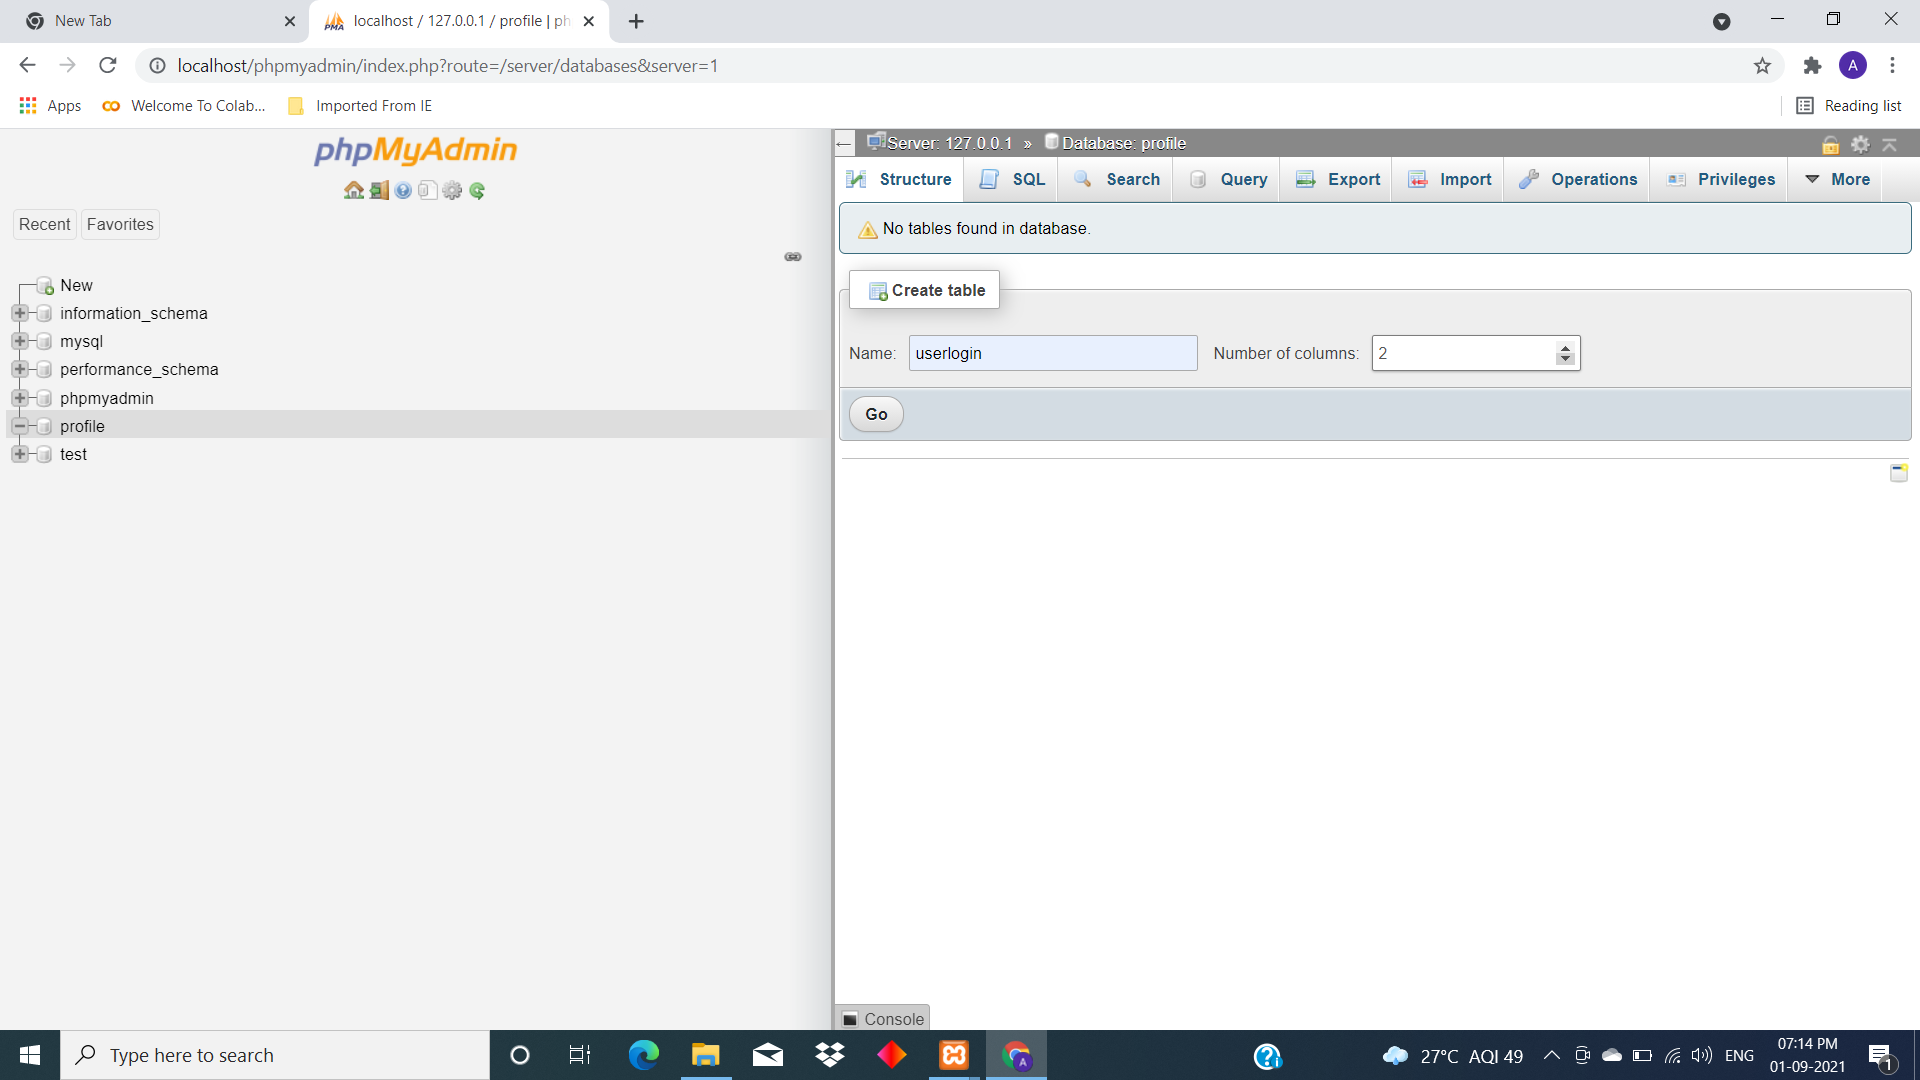 New Tab
localhost / 127.0.0.1 / profile | ph
localhost/phpmyadmin/index.php?route=/server/databases&server=1
A
Apps
Welcome To Colab...
Imported From IE
Reading list
phpMyAdmin
Recent
Favorites
New
information_schema
mysql
performance_schema
phpmyadmin
profile
test
Server: 127.0.0.1 » Database: profile
Structure
SQL
Search
Query
Export
Import
Operations
Privileges
More
No tables found in database.
Create table
Name: userlogin
Number of columns: 2
Go
Console
Type here to search
27°C AQI 49
ENG
07:14 PM
01-09-2021
1